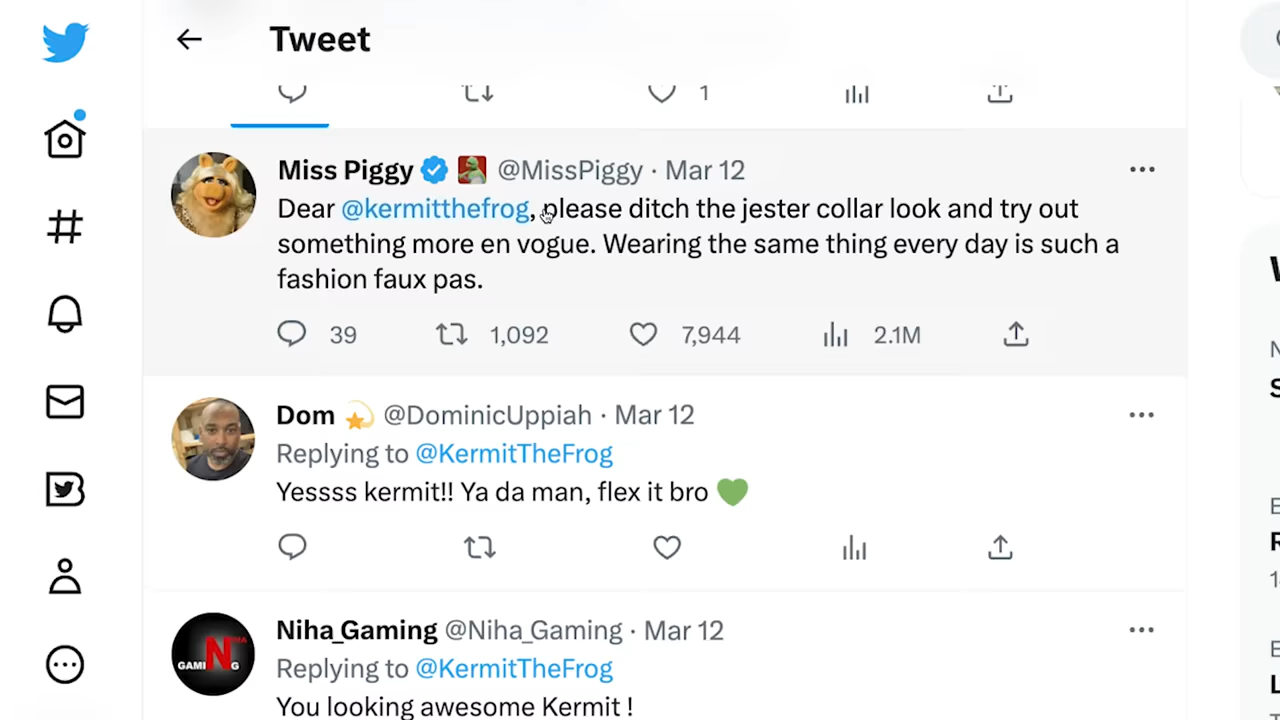 Tweet
1
Miss Piggy @MissPiggy · Mar 12
Dear @kermitthefrog, please ditch the jester collar look and try out
something more en vogue. Wearing the same thing every day is such a
fashion faux pas.
39 1,092 7,944 2.1M
Dom @DominicUppiah · Mar 12
Replying to @KermitTheFrog
Yessss kermit!! Ya da man, flex it bro 💚
Niha_Gaming @Niha_Gaming · Mar 12
Replying to @KermitTheFrog
You looking awesome Kermit !